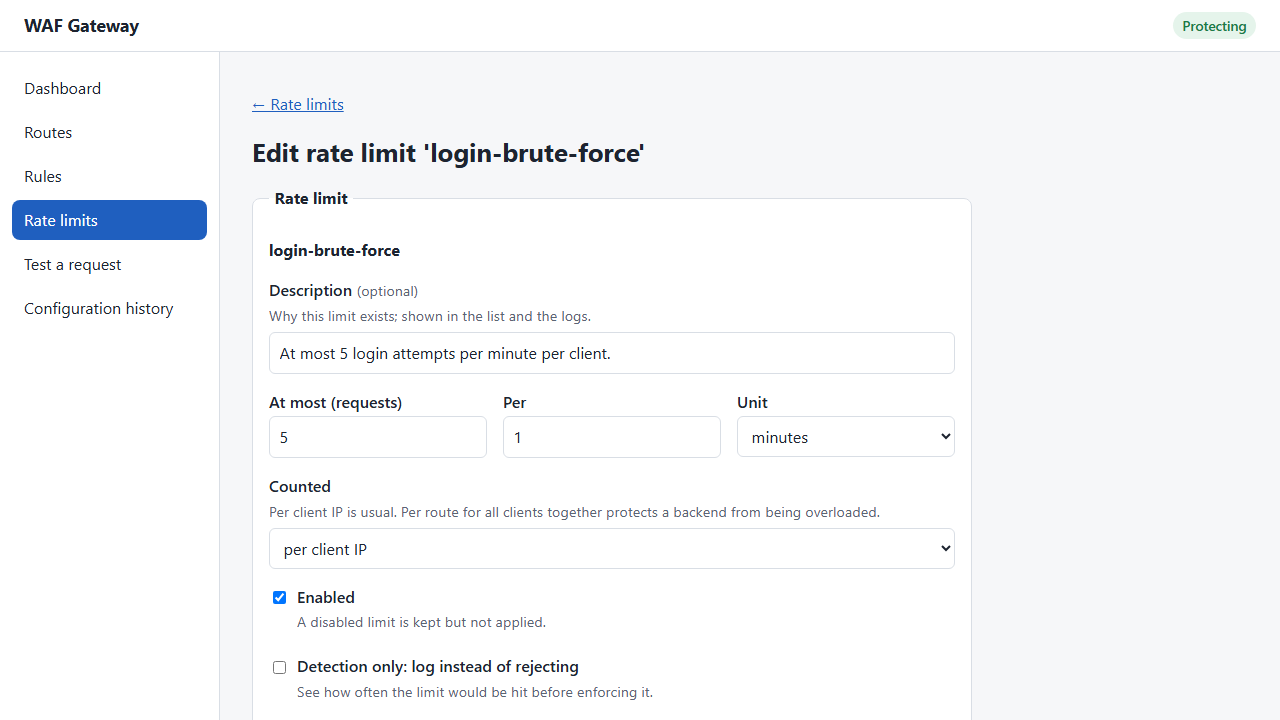 WAF Gateway
Protecting
Dashboard
Routes
Rules
Rate limits
Test a request
Configuration history
← Rate limits
Edit rate limit 'login-brute-force'
Rate limit
login-brute-force
Description (optional)
Why this limit exists; shown in the list and the logs.
At most 5 login attempts per minute per client.
At most (requests)
Per
Unit
5
1
minutes
Counted
Per client IP is usual. Per route for all clients together protects a backend from being overloaded.
per client IP
Enabled
A disabled limit is kept but not applied.
Detection only: log instead of rejecting
See how often the limit would be hit before enforcing it.